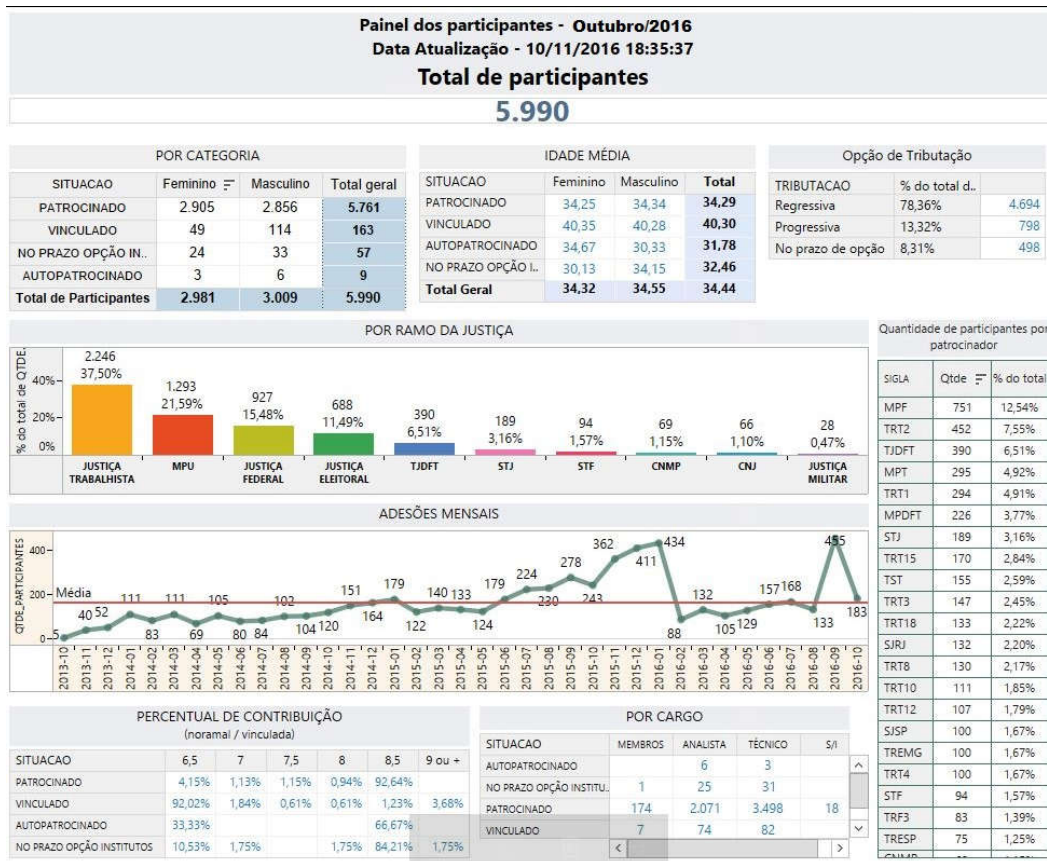 Painel dos participantes - Outubro/2016
Data Atualização - 10/11/2016 18:35:37
Total de participantes
5.990
POR CATEGORIA
SITUACAO Feminino Masculino Total geral
PATROCINADO 2.905 2.856 5.761
VINCULADO 49 114 163
NO PRAZO OPÇÃO IN.. 24 33 57
AUTOPATROCINADO 3 6 9
Total de Participantes 2.981 3.009 5.990
IDADE MÉDIA
SITUACAO Feminino Masculino Total
PATROCINADO 34,25 34,34 34,29
VINCULADO 40,35 40,28 40,30
AUTOPATROCINADO 34,67 30,33 31,78
NO PRAZO OPÇÃO I.. 30,13 34,15 32,46
Total Geral 34,32 34,55 34,44
Opção de Tributação
TRIBUTACAO % do total d..
Regressiva 78,36% 4.694
Progressiva 13,32% 798
No prazo de opção 8,31% 498
POR RAMO DA JUSTIÇA
% do total de QTDE.
40%
20%
0%
2.246 1.293 927 688 390 189 94 69 66 28
37,50% 21,59% 15,48% 11,49% 6,51% 3,16% 1,57% 1,15% 1,10% 0,47%
JUSTIÇA TRABALHISTA MPU JUSTIÇA FEDERAL JUSTIÇA ELEITORAL TJDFT STJ STF CNMP CNJ JUSTIÇA MILITAR
ADESÕES MENSAIS
QTDE_PARTICIPANTES
400
200
0
Média
5 40 52 111 83 111 69 105 80 84 102 104 120 151 164 179 122 140 133 124 179 224 230 278 243 362 411 434 88 132 105 129 157 168 133 455 183
2013-10 2013-11 2013-12 2014-01 2014-02 2014-03 2014-04 2014-05 2014-06 2014-07 2014-08 2014-09 2014-10 2014-11 2014-12 2015-01 2015-02 2015-03 2015-04 2015-05 2015-06 2015-07 2015-08 2015-09 2015-10 2015-11 2015-12 2016-01 2016-02 2016-03 2016-04 2016-05 2016-06 2016-07 2016-08 2016-09 2016-10
PERCENTUAL DE CONTRIBUIÇÃO
(noramal / vinculada)
SITUACAO 6,5 7 7,5 8 8,5 9 ou +
PATROCINADO 4,15% 1,13% 1,15% 0,94% 92,64%
VINCULADO 92,02% 1,84% 0,61% 0,61% 1,23% 3,68%
AUTOPATROCINADO 33,33% 66,67%
NO PRAZO OPÇÃO INSTITUTOS 10,53% 1,75% 1,75% 84,21% 1,75%
POR CARGO
SITUACAO MEMBROS ANALISTA TÉCNICO S/I
AUTOPATROCINADO 6 3
NO PRAZO OPÇÃO INSTITU.. 1 25 31
PATROCINADO 174 2.071 3.498 18
VINCULADO 7 74 82
Quantidade de participantes por
patrocinador
SIGLA Qtde % do total
MPF 751 12,54%
TRT2 452 7,55%
TJDFT 390 6,51%
MPT 295 4,92%
TRT1 294 4,91%
MPDFT 226 3,77%
STJ 189 3,16%
TRT15 170 2,84%
TST 155 2,59%
TRT3 147 2,45%
TRT18 133 2,22%
SJRJ 132 2,20%
TRT8 130 2,17%
TRT10 111 1,85%
TRT12 107 1,79%
SJSP 100 1,67%
TREMG 100 1,67%
TRT4 100 1,67%
STF 94 1,57%
TRF3 83 1,39%
TRESP 75 1,25%